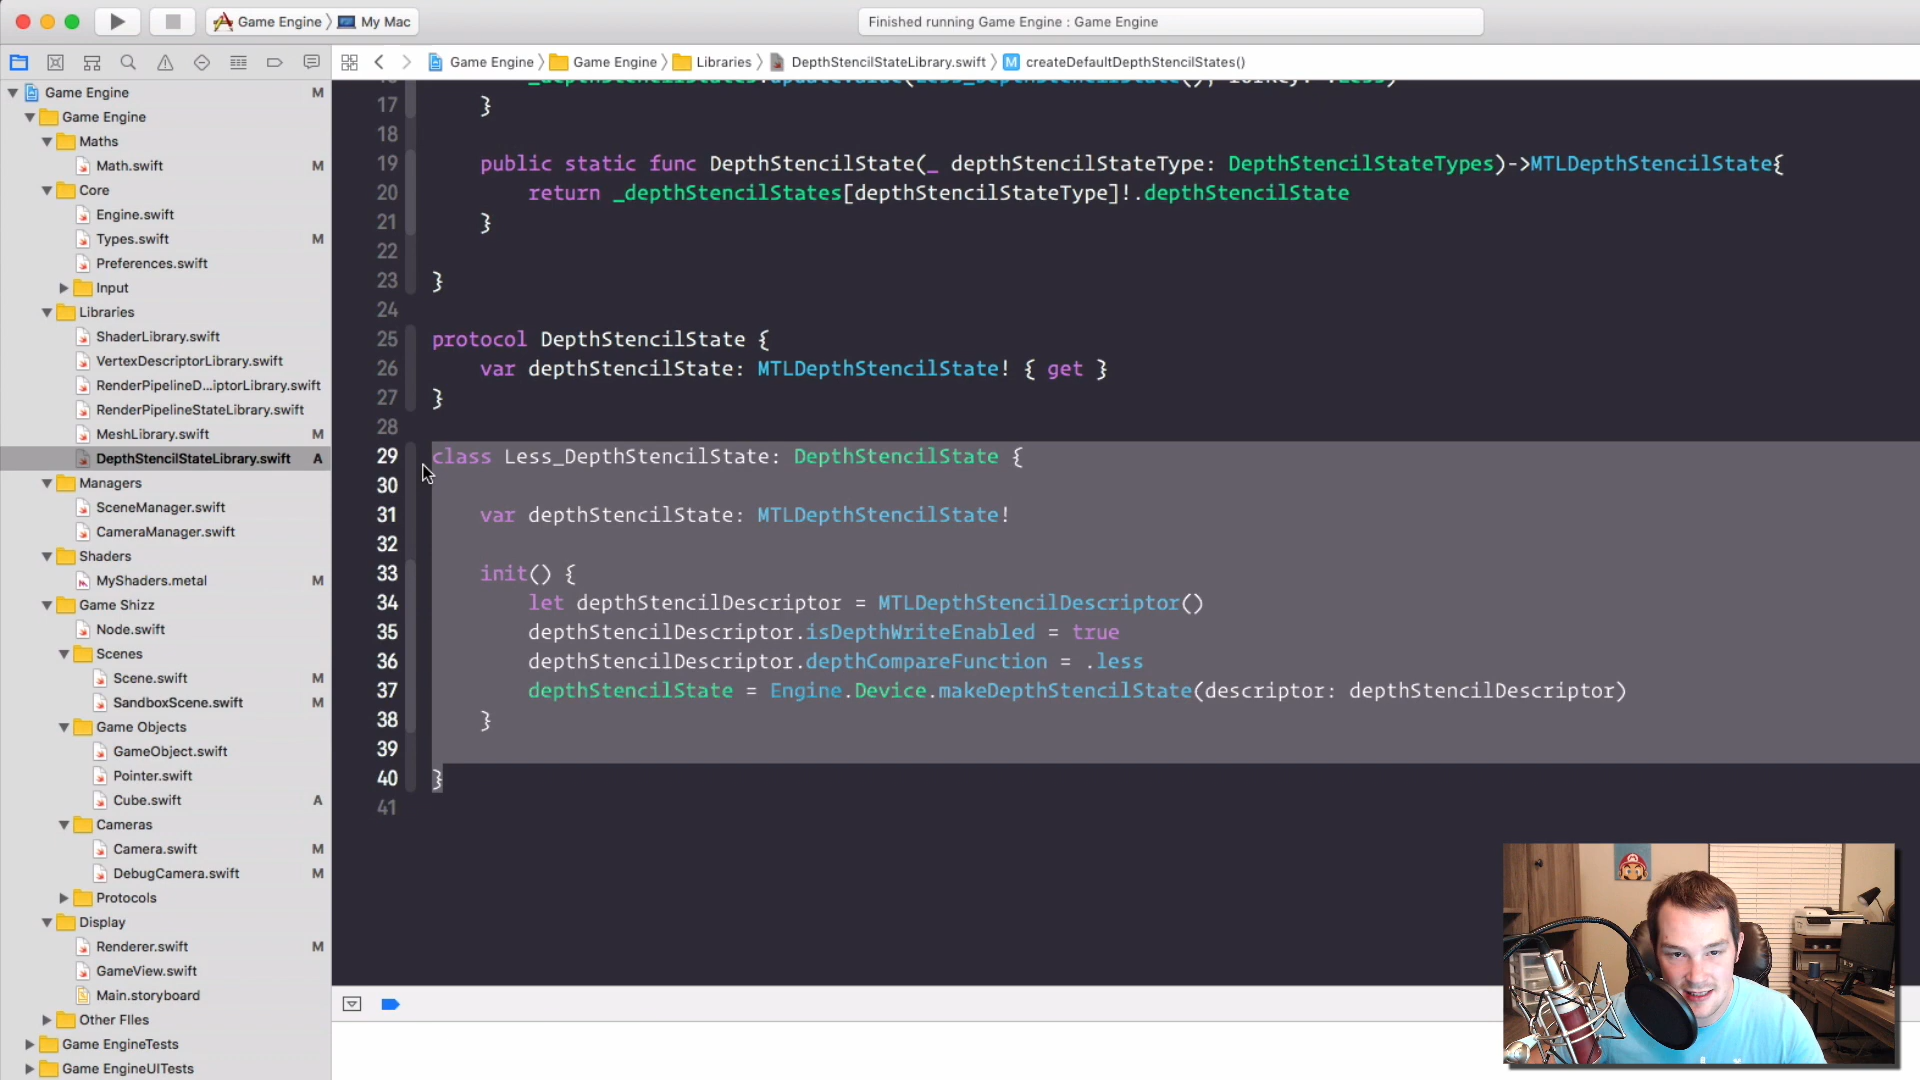 Game Engine
My Mac
Finished running Game Engine : Game Engine
Game Engine
Game Engine
Libraries
DepthStencilStateLibrary.swift
M createDefaultDepthStencilStates()
Game Engine M
Game Engine
Maths
Math.swift M
Core
Engine.swift
Types.swift M
Preferences.swift
Input
Libraries
ShaderLibrary.swift
VertexDescriptorLibrary.swift
RenderPipelineD...iptorLibrary.swift
RenderPipelineStateLibrary.swift
MeshLibrary.swift M
DepthStencilStateLibrary.swift A
Managers
SceneManager.swift
CameraManager.swift
Shaders
MyShaders.metal M
Game Shizz
Node.swift
Scenes
Scene.swift M
SandboxScene.swift M
Game Objects
GameObject.swift
Pointer.swift
Cube.swift A
Cameras
Camera.swift M
DebugCamera.swift M
Protocols
Display
Renderer.swift M
GameView.swift
Main.storyboard
Other FIles
Game EngineTests
Game EngineUITests
17 }
18
19 public static func DepthStencilState(_ depthStencilStateType: DepthStencilStateTypes)->MTLDepthStencilState{
20 return _depthStencilStates[depthStencilStateType]!.depthStencilState
21 }
22
23 }
24
25 protocol DepthStencilState {
26 var depthStencilState: MTLDepthStencilState! { get }
27 }
28
29 class Less_DepthStencilState: DepthStencilState {
30
31 var depthStencilState: MTLDepthStencilState!
32
33 init() {
34 let depthStencilDescriptor = MTLDepthStencilDescriptor()
35 depthStencilDescriptor.isDepthWriteEnabled = true
36 depthStencilDescriptor.depthCompareFunction = .less
37 depthStencilState = Engine.Device.makeDepthStencilState(descriptor: depthStencilDescriptor)
38 }
39
40 }
41